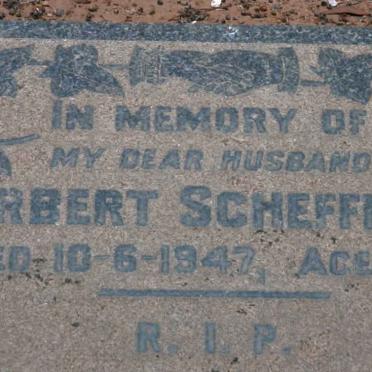 IN MEMORY OF
MY DEAR HUSBAND
RBERT SCHEFF
ED 10-6-1947, AGE
R. I. P.